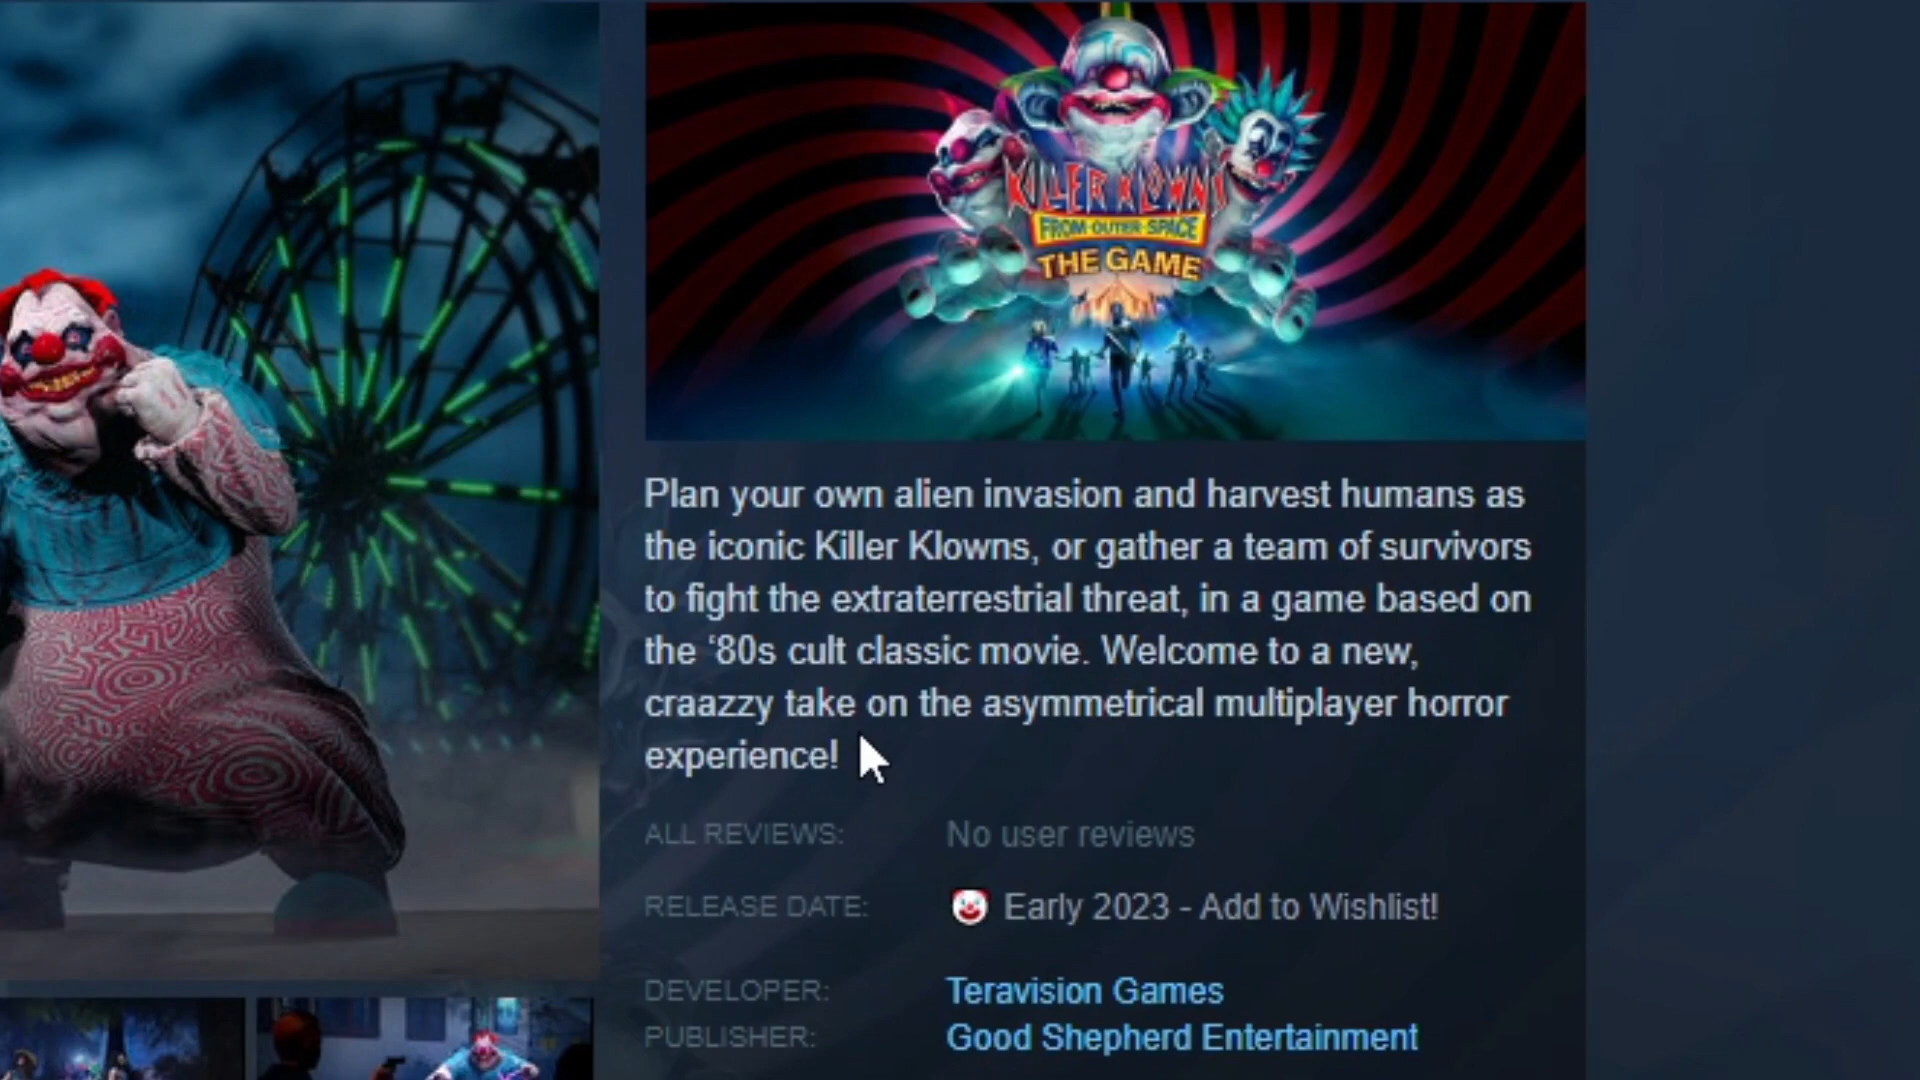 KILLER KLOWNS
FROM OUTER SPACE
THE GAME
Plan your own alien invasion and harvest humans as
the iconic Killer Klowns, or gather a team of survivors
to fight the extraterrestrial threat, in a game based on
the ‘80s cult classic movie. Welcome to a new,
craazzy take on the asymmetrical multiplayer horror
experience!
ALL REVIEWS: No user reviews
RELEASE DATE: 🤡 Early 2023 - Add to Wishlist!
DEVELOPER: Teravision Games
PUBLISHER: Good Shepherd Entertainment